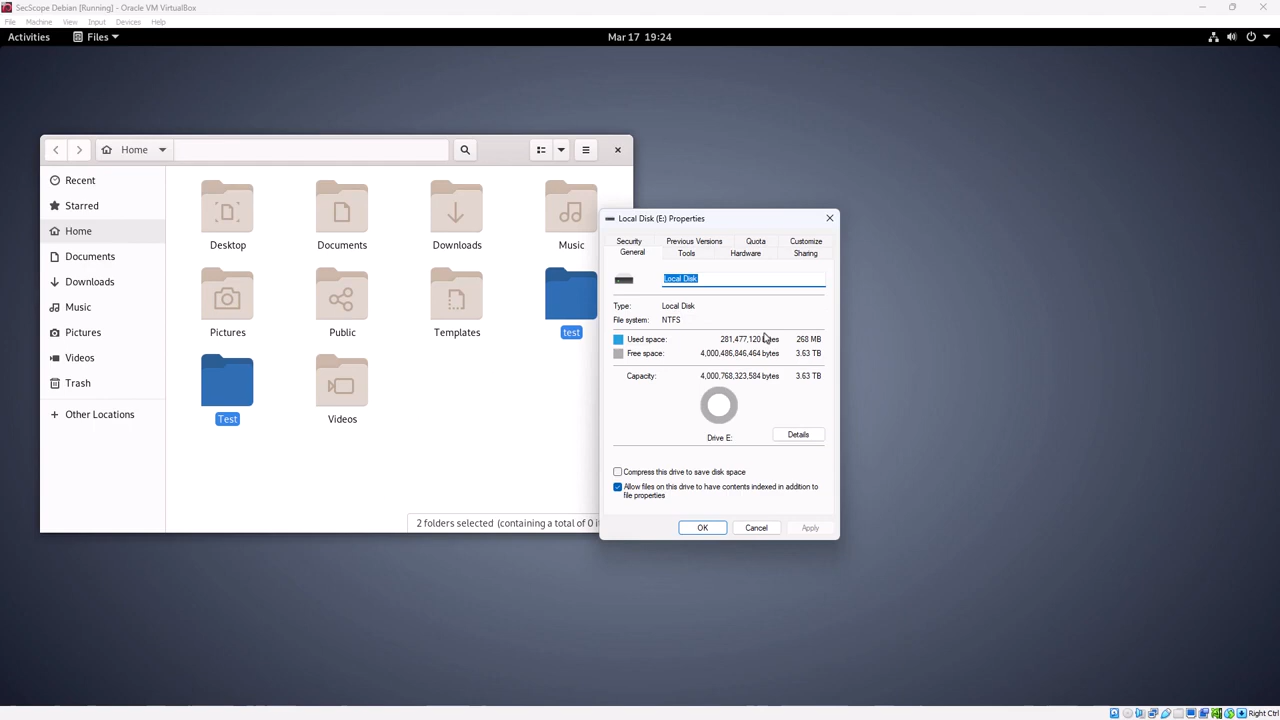 SecScope Debian [Running] - Oracle VM VirtualBox
File Machine View Input Devices Help
Activities Files Mar 17 19:24
Home
Recent
Starred
Home
Documents
Downloads
Music
Pictures
Videos
Trash
Other Locations
Desktop Documents Downloads Music
Pictures Public Templates test
Test Videos
2 folders selected (containing a total of 0
Local Disk (E:) Properties
Security Previous Versions Quota Customize
General Tools Hardware Sharing
Local Disk
Type: Local Disk
File system: NTFS
Used space: 281,477,120 bytes 268 MB
Free space: 4,000,486,846,464 bytes 3.63 TB
Capacity: 4,000,768,323,584 bytes 3.63 TB
Drive E: Details
Compress this drive to save disk space
Allow files on this drive to have contents indexed in addition to
file properties
OK Cancel Apply
Right Ctrl